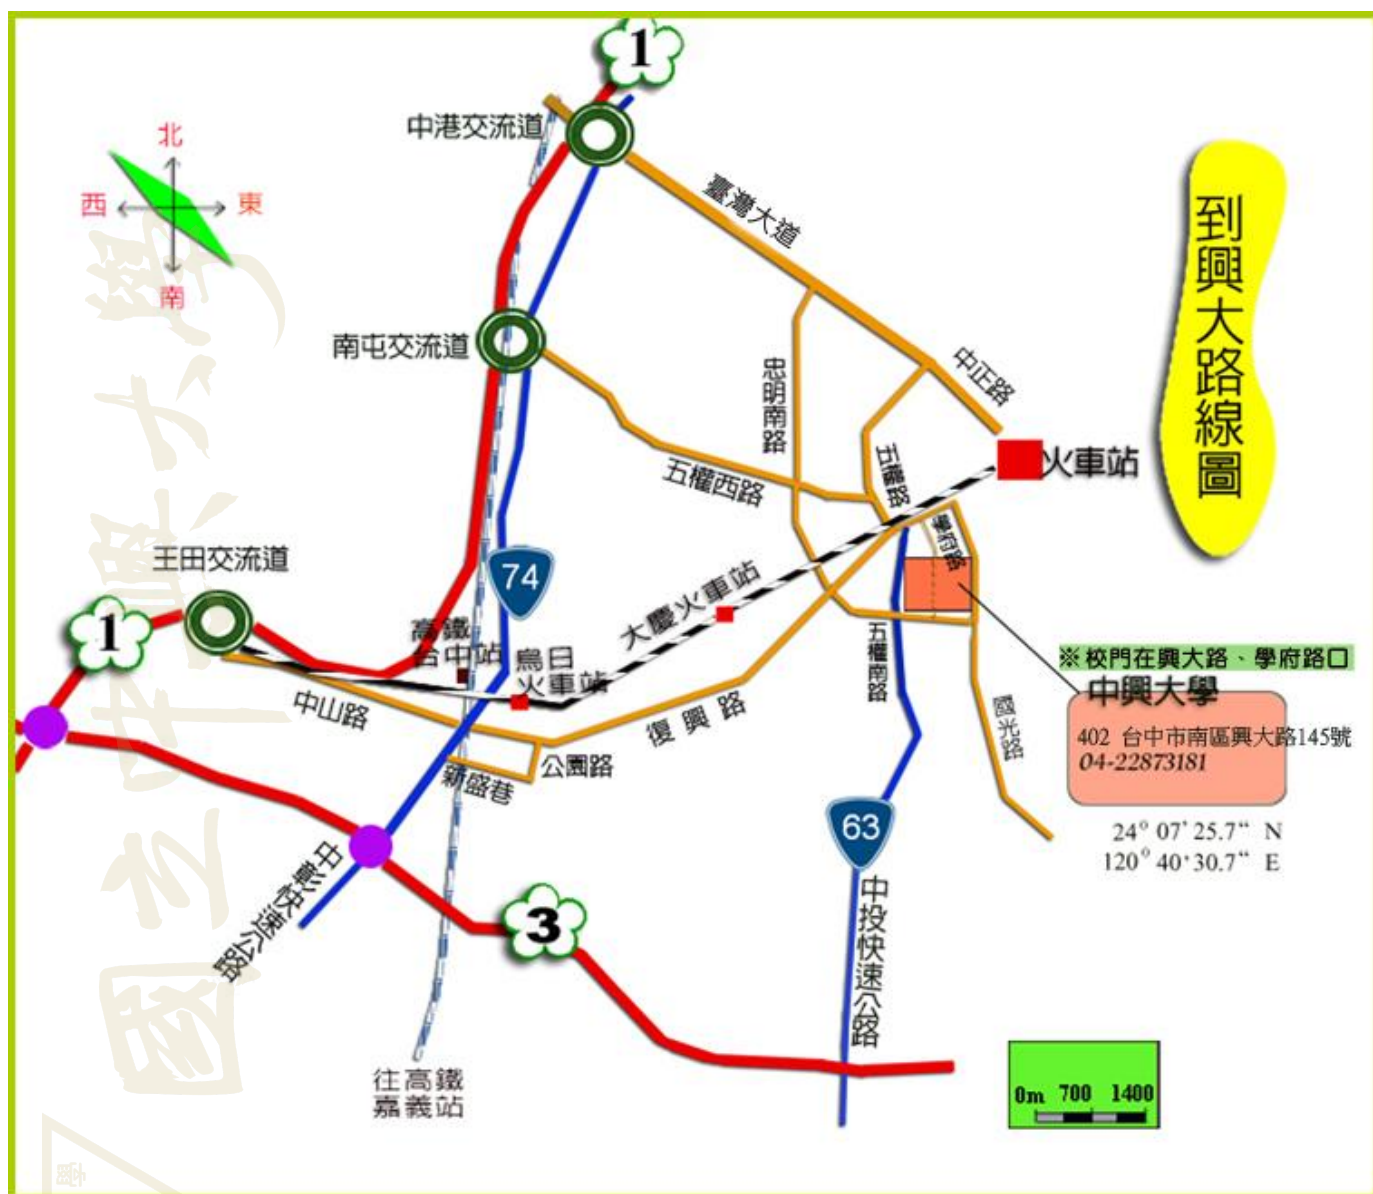 1
中港交流道
北
西
東
南
臺灣大道
到興大路線圖
南屯交流道
忠明南路
中正路
五權西路
五權路
火車站
學府路
王田交流道
74
1
大慶火車站
高鐵
台中站
烏日
火車站
五權南路
※校門在興大路、學府路口
中興大學
402 台中市南區興大路145號
04-22873181
中山路
復興路
國光路
公園路
新盛巷
24° 07' 25.7“ N
120° 40' 30.7“ E
63
中彰快速公路
3
中投快速公路
往高鐵
嘉義站
0m 700 1400
國立中興大學